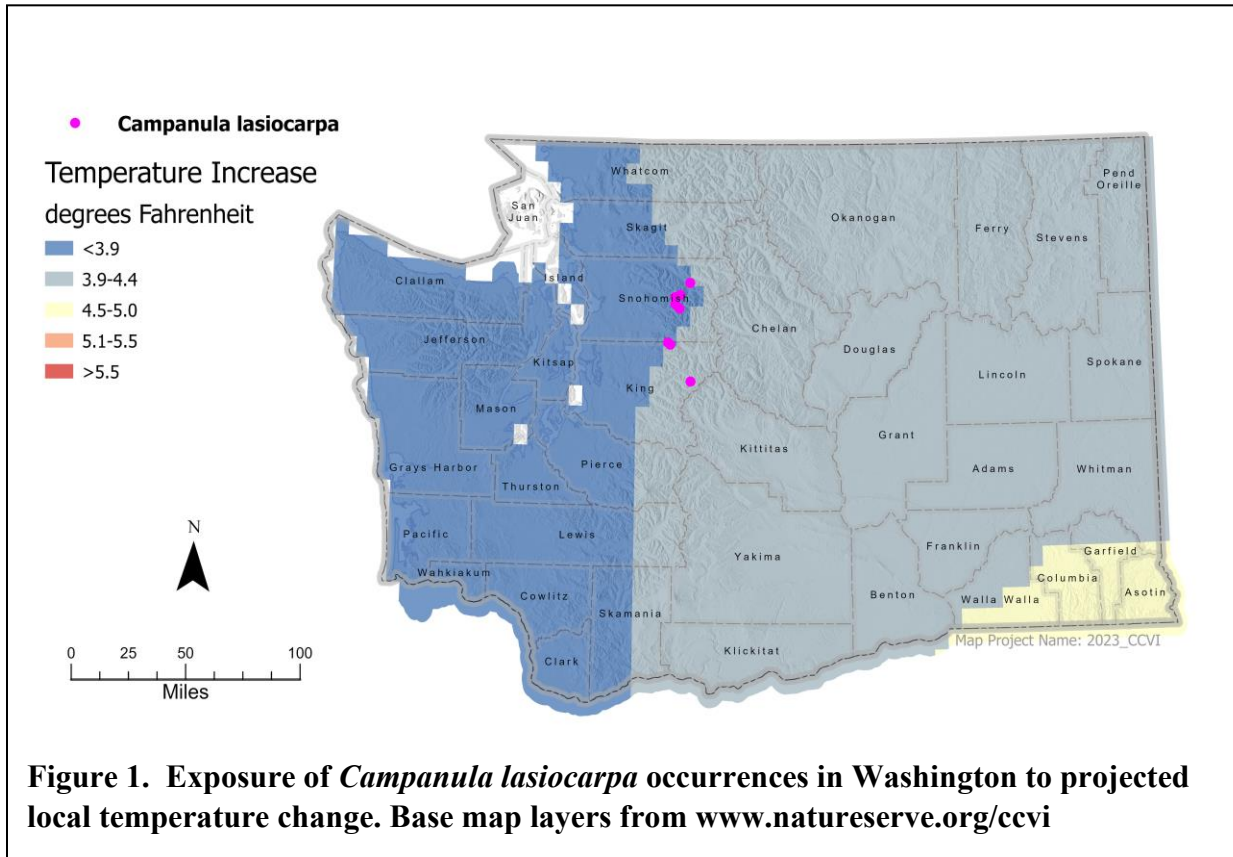 Campanula lasiocarpa
Temperature Increase
degrees Fahrenheit
<3.9
3.9-4.4
4.5-5.0
5.1-5.5
>5.5
Whatcom
Pend
Oreille
San
Juan
Okanogan
Skagit
Ferry
Stevens
Island
Clallam
Snohomish
Chelan
Jefferson
Douglas
Kitsap
Spokane
Lincoln
King
Mason
Grant
Kittitas
Pierce
Grays Harbor
Adams
Whitman
Thurston
Pacific
Lewis
Franklin
Garfield
Yakima
Wahkiakum
Columbia
Cowlitz
Benton
Walla Walla
Asotin
Skamania
Klickitat
Clark
N
0 25 50 100
Miles
Map Project Name: 2023_CCVI
Figure 1. Exposure of Campanula lasiocarpa occurrences in Washington to projected
local temperature change. Base map layers from www.natureserve.org/ccvi